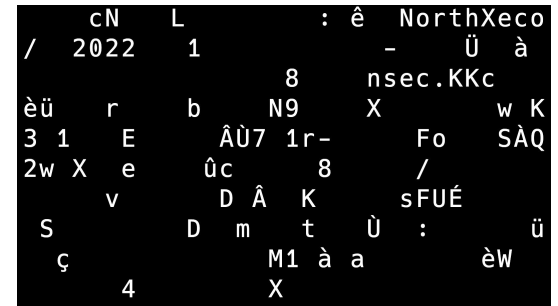 cN L : ê NorthXeco
/ 2022 1 - Ü à
8 nsec.KKc
èü r b N9 X w K
3 1 E ÂÙ7 1r- Fo SÀQ
2w X e ûc 8 /
v D Â K sFUÉ
S D m t Ù : ü
ç M1 à a èW
4 X